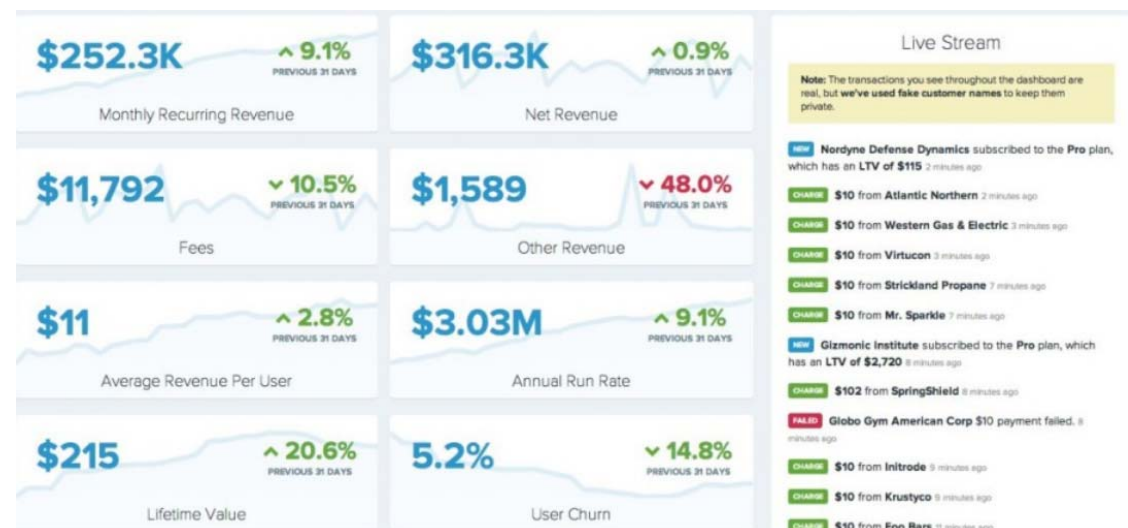 $252.3K
9.1%
PREVIOUS 31 DAYS
Monthly Recurring Revenue
$316.3K
0.9%
PREVIOUS 31 DAYS
Net Revenue
$11,792
10.5%
PREVIOUS 31 DAYS
Fees
$1,589
48.0%
PREVIOUS 31 DAYS
Other Revenue
$11
2.8%
PREVIOUS 31 DAYS
Average Revenue Per User
$3.03M
9.1%
PREVIOUS 31 DAYS
Annual Run Rate
$215
20.6%
PREVIOUS 31 DAYS
Lifetime Value
5.2%
14.8%
PREVIOUS 31 DAYS
User Churn
Live Stream
Note: The transactions you see throughout the dashboard are
real, but we've used fake customer names to keep them
private.
NEW Nordyne Defense Dynamics subscribed to the Pro plan,
which has an LTV of $115 2 minutes ago
CHARGE $10 from Atlantic Northern 2 minutes ago
CHARGE $10 from Western Gas & Electric 3 minutes ago
CHARGE $10 from Virtucon 3 minutes ago
CHARGE $10 from Strickland Propane 7 minutes ago
CHARGE $10 from Mr. Sparkle 7 minutes ago
NEW Gizmonic Institute subscribed to the Pro plan, which
has an LTV of $2,720 8 minutes ago
CHARGE $102 from SpringShield 8 minutes ago
FAILED Globo Gym American Corp $10 payment failed. 8
minutes ago
CHARGE $10 from Initrode 9 minutes ago
CHARGE $10 from Krustyco 9 minutes ago
CHARGE $10 from Foo Bars 11 minutes ago